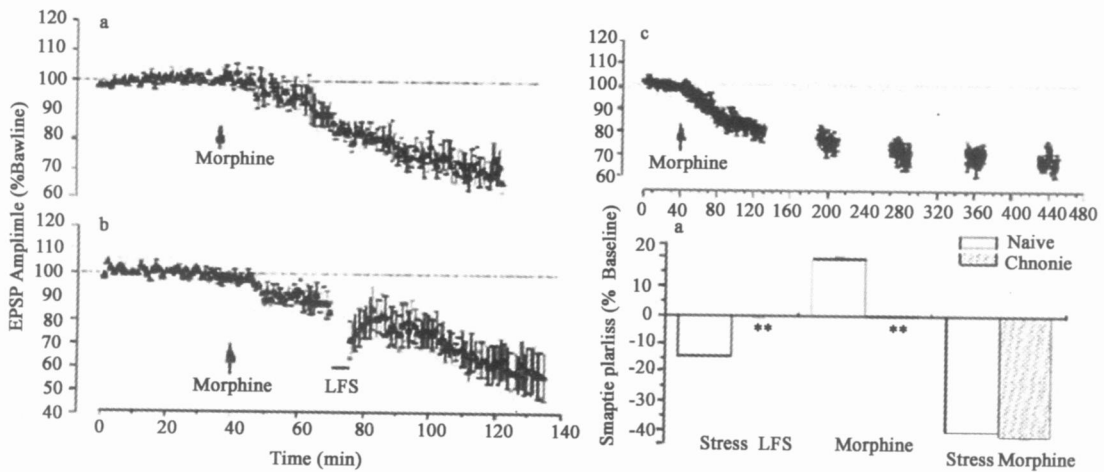 a
120
110
100
90
80
70
60
Morphine
EPSP Amplimle (%Bawline)
b
120
110
100
90
80
70
60
50
40
Morphine
LFS
0 20 40 60 80 100 120 140
Time (min)
c
120
110
100
90
80
70
60
Morphine
0 40 80 120 160 200 240 280 320 360 400 440 480
a
Naive
Chnonie
Smaptie plarliss (% Baseline)
20
10
0
-10
-20
-30
-40
** **
Stress LFS Morphine Stress Morphine